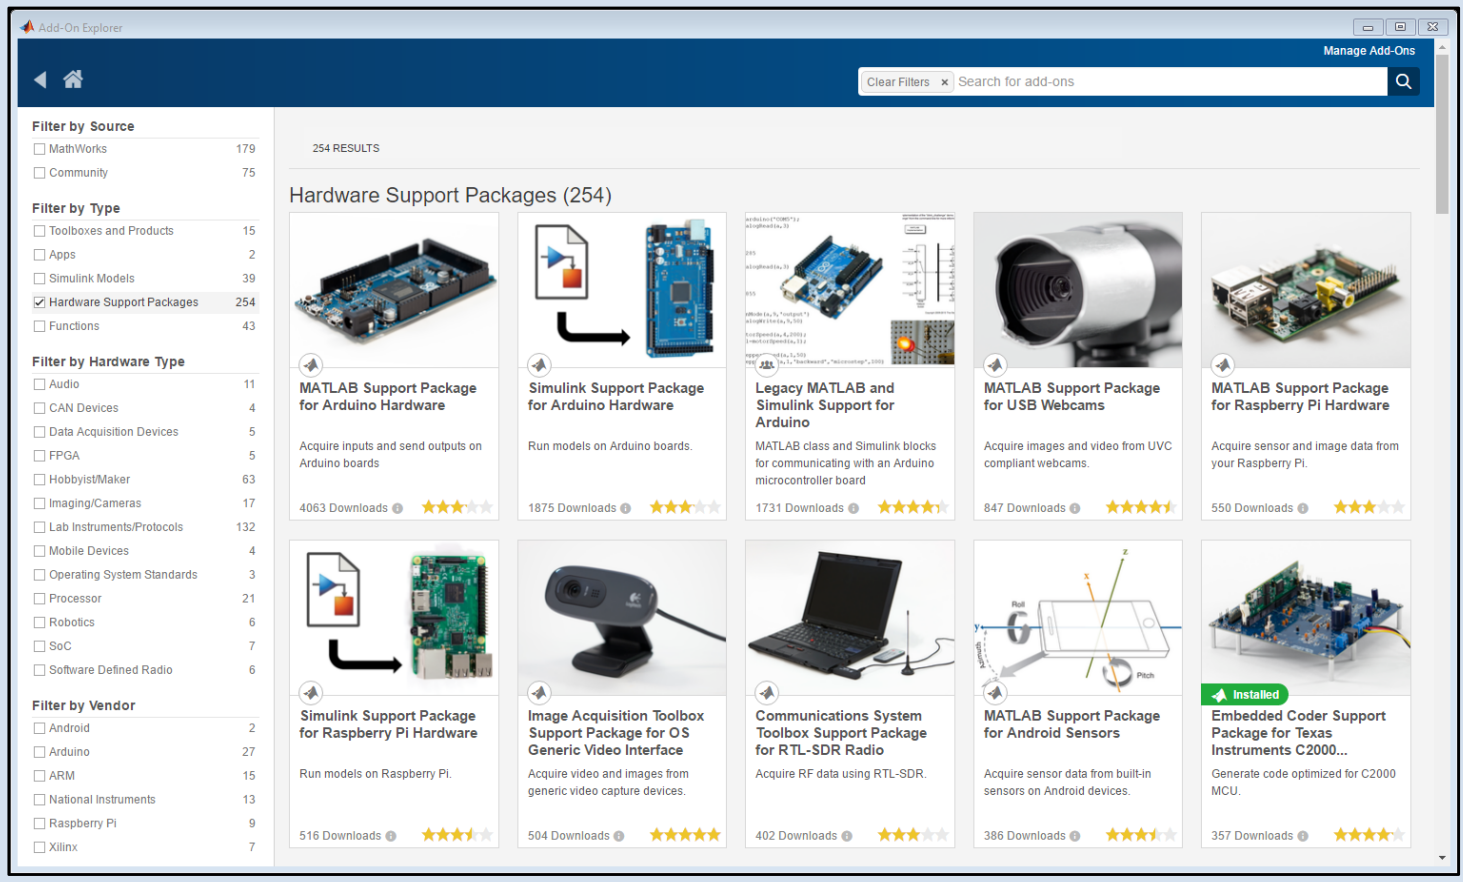 Add-On Explorer
Manage Add-Ons
Clear Filters × Search for add-ons
Filter by Source
MathWorks 179
Community 75
Filter by Type
Toolboxes and Products 15
Apps 2
Simulink Models 39
Hardware Support Packages 254
Functions 43
Filter by Hardware Type
Audio 11
CAN Devices 4
Data Acquisition Devices 5
FPGA 5
Hobbyist/Maker 63
Imaging/Cameras 17
Lab Instruments/Protocols 132
Mobile Devices 4
Operating System Standards 3
Processor 21
Robotics 6
SoC 7
Software Defined Radio 6
Filter by Vendor
Android 2
Arduino 27
ARM 15
National Instruments 13
Raspberry Pi 9
Xilinx 7
254 RESULTS
Hardware Support Packages (254)
MATLAB Support Package
for Arduino Hardware
Acquire inputs and send outputs on
Arduino boards
4063 Downloads
Simulink Support Package
for Arduino Hardware
Run models on Arduino boards.
1875 Downloads
Legacy MATLAB and
Simulink Support for
Arduino
MATLAB class and Simulink blocks
for communicating with an Arduino
microcontroller board
1731 Downloads
MATLAB Support Package
for USB Webcams
Acquire images and video from UVC
compliant webcams.
847 Downloads
MATLAB Support Package
for Raspberry Pi Hardware
Acquire sensor and image data from
your Raspberry Pi.
550 Downloads
Simulink Support Package
for Raspberry Pi Hardware
Run models on Raspberry Pi.
516 Downloads
Image Acquisition Toolbox
Support Package for OS
Generic Video Interface
Acquire video and images from
generic video capture devices.
504 Downloads
Communications System
Toolbox Support Package
for RTL-SDR Radio
Acquire RF data using RTL-SDR.
402 Downloads
z
x
y
Roll
Azimuth
Pitch
MATLAB Support Package
for Android Sensors
Acquire sensor data from built-in
sensors on Android devices.
386 Downloads
Installed
Embedded Coder Support
Package for Texas
Instruments C2000...
Generate code optimized for C2000
MCU.
357 Downloads